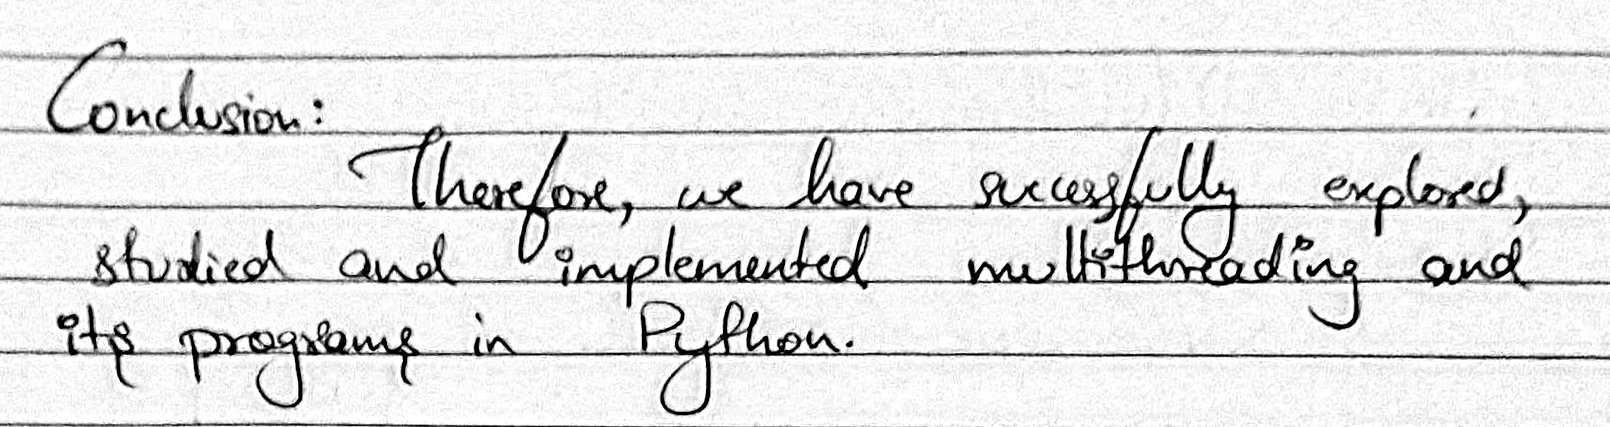 Conclusion:
Therefore, we have successfully explored,
studied and implemented multithreading and
its programs in Python.